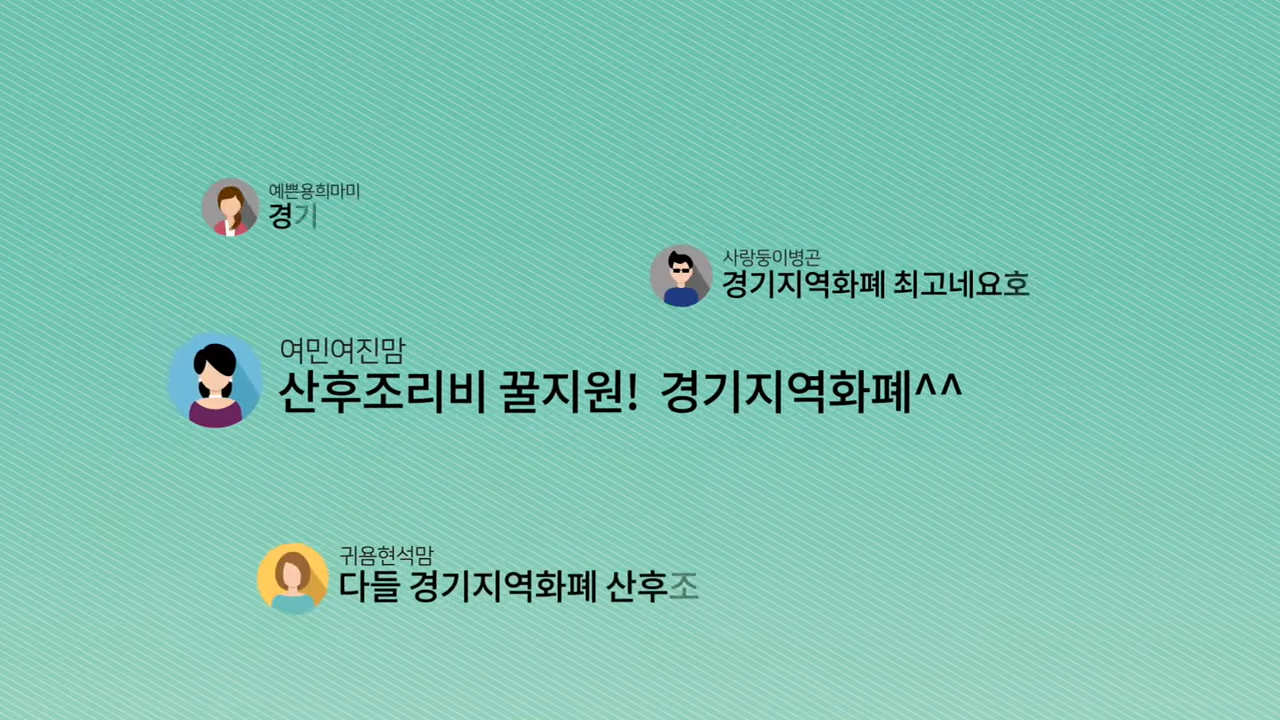 예쁜용희마미
경기
사랑둥이병곤
경기지역화폐 최고네요호
여민여진맘
산후조리비 꿀지원! 경기지역화폐^^
귀욤현석맘
다들 경기지역화폐 산후조